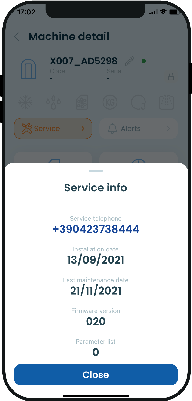 17:02
Machine detail
X007_AD5298
Service
Alerts
Service info
Service telephone
+390423738444
Installation date
13/09/2021
Last maintenance date
21/11/2021
Firmware version
020
Parameter list
0
Close